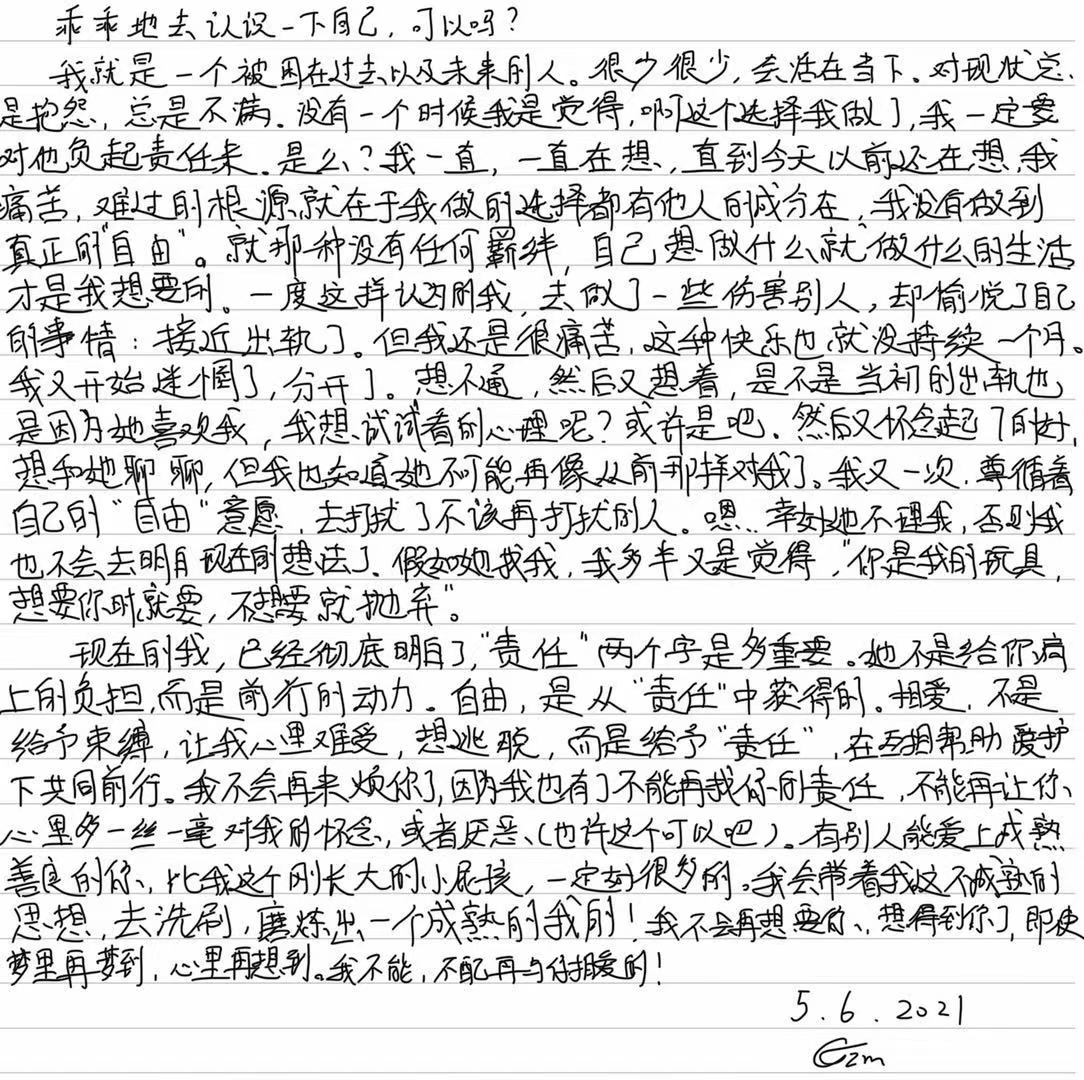 乖乖地去认识一下自己，可以吗？
我就是一个被困在过去以及未来的人。很少很少，会活在当下。对现状总
是抱怨，总是不满。没有一个时候我是觉得，啊这个选择我做了，我一定要
对他负起责任来。是么？我一直，一直在想，直到今天以前还在想，我
痛苦，难过的根源就在于我做的选择都有他人的成分在，我没有做到
真正的"自由"。就那种没有任何羁绊，自己想做什么就做什么的生活
才是我想要的。一度这样认为的我，去做了一些伤害别人，却愉悦了自己
的事情：接近出轨了。但我还是很痛苦，这种快乐也就没持续一个月。
我又开始迷惘了，分开了。想不通，然后又想着，是不是当初的出轨也
是因为她喜欢我，我想试试看的心理呢？或许是吧。然后又怀念起了的好，
想和她聊聊，但我也知道她不可能再像从前那样对我了。我又一次，尊循着
自己的"自由"意愿，去打扰了不该再打扰的人。嗯…幸好她不理我，否则我
也不会去明白现在的想法了。假如她找我，我多半又是觉得，"你是我的玩具，
想要你时就要，不想要就抛弃"。
现在的我，已经彻底明白了，"责任"两个字是多重要。她不是给你肩
上的负担，而是前行的动力。自由，是从"责任"中获得的。相爱，不是
给予束缚，让我心里难受，想逃脱，而是给予"责任"，在互相帮助爱护
下共同前行。我不会再来烦你了，因为我也有了不能再找你的责任，不能再让你
心里多一丝一毫对我的怀念，或者厌恶（也许这个可以吧）。有别人能爱上成熟
善良的你，比我这个刚长大的小屁孩，一定好很多的。我会带着我这不成熟的
思想，去洗刷，磨炼出一个成熟的我的！我不会再想要你、想得到你了，即使
梦里再梦到，心里再想到。我不能，不配再与你相爱的！
5.6.2021
Gzm